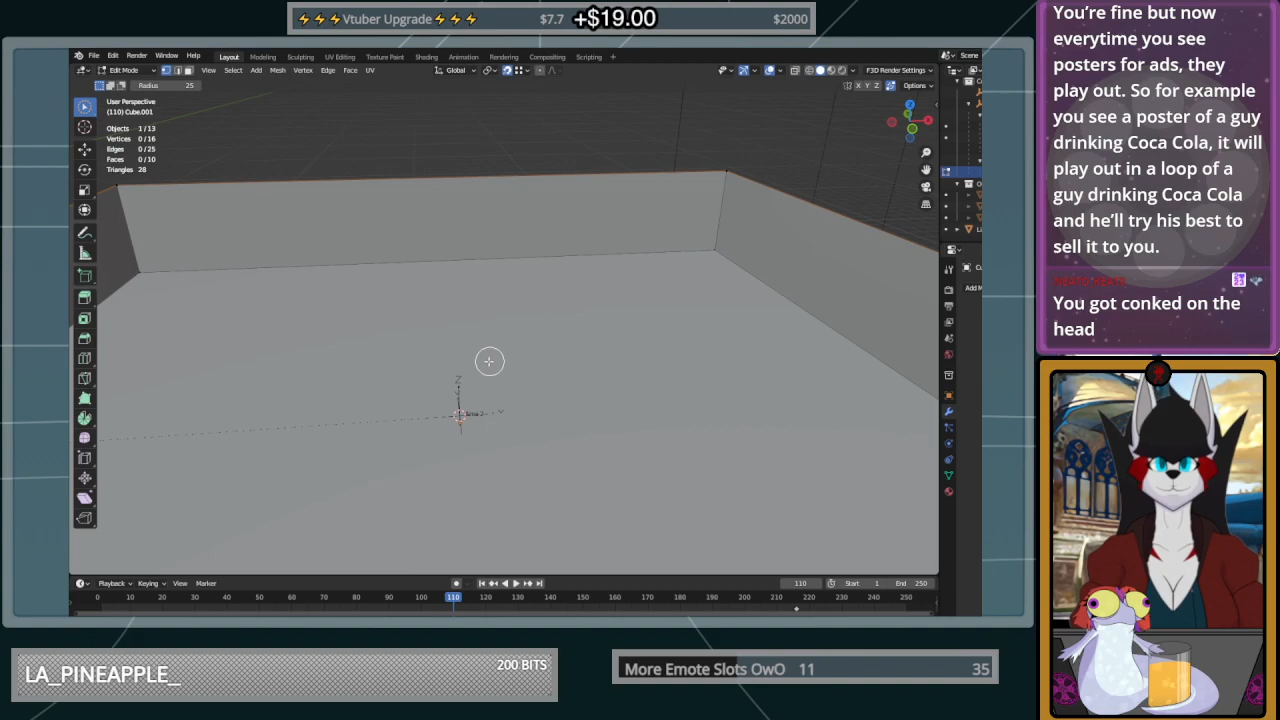 ⚡⚡⚡Vtuber Upgrade⚡⚡⚡ $7.7 +$19.00 $2000
File Edit Render Window Help Layout Modeling Sculpting UV Editing Texture Paint Shading Animation Rendering Compositing Scripting + Scene
Edit Mode View Select Add Mesh Vertex Edge Face UV Global F3D Render Settings
Radius 25 X Y Z Options
User Perspective
(110) Cube.001
Objects 1/13
Vertices 0/16
Edges 0/25
Faces 0/10
Triangles 28
Z
Add M
Playback Keying View Marker 110 Start 1 End 250
0 10 20 30 40 50 60 70 80 90 100 110 120 130 140 150 160 170 180 190 200 210 220 230 240 250
You're fine but now
everytime you see
posters for ads, they
play out. So for example
you see a poster of a guy
drinking Coca Cola, it will
play out in a loop of a
guy drinking Coca Cola
and he'll try his best to
sell it to you.
You got conked on the
head
LA_PINEAPPLE_ 200 BITS
More Emote Slots OwO 11 35